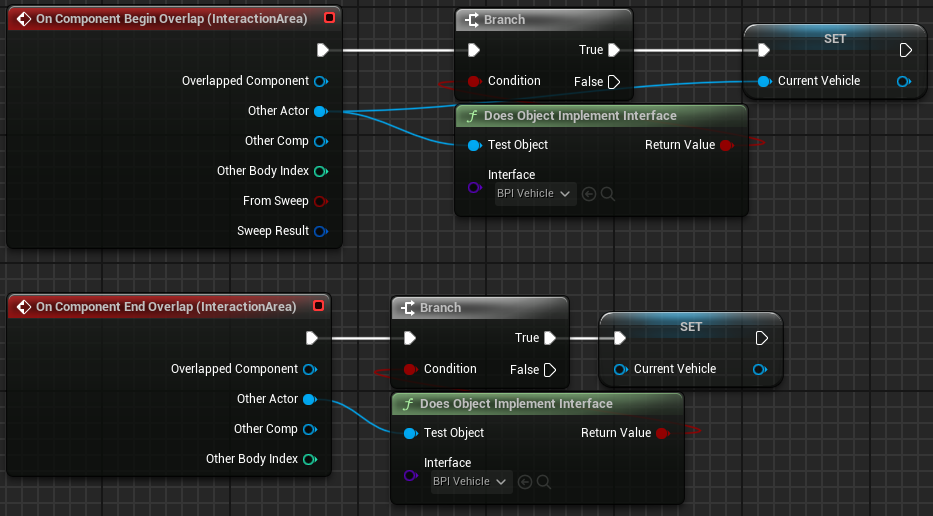 On Component Begin Overlap (InteractionArea)
Overlapped Component
Other Actor
Other Comp
Other Body Index
From Sweep
Sweep Result
Branch
True
Condition
False
f Does Object Implement Interface
Test Object
Return Value
Interface
BPI Vehicle
SET
Current Vehicle
On Component End Overlap (InteractionArea)
Overlapped Component
Other Actor
Other Comp
Other Body Index
Branch
True
Condition
False
f Does Object Implement Interface
Test Object
Return Value
Interface
BPI Vehicle
SET
Current Vehicle